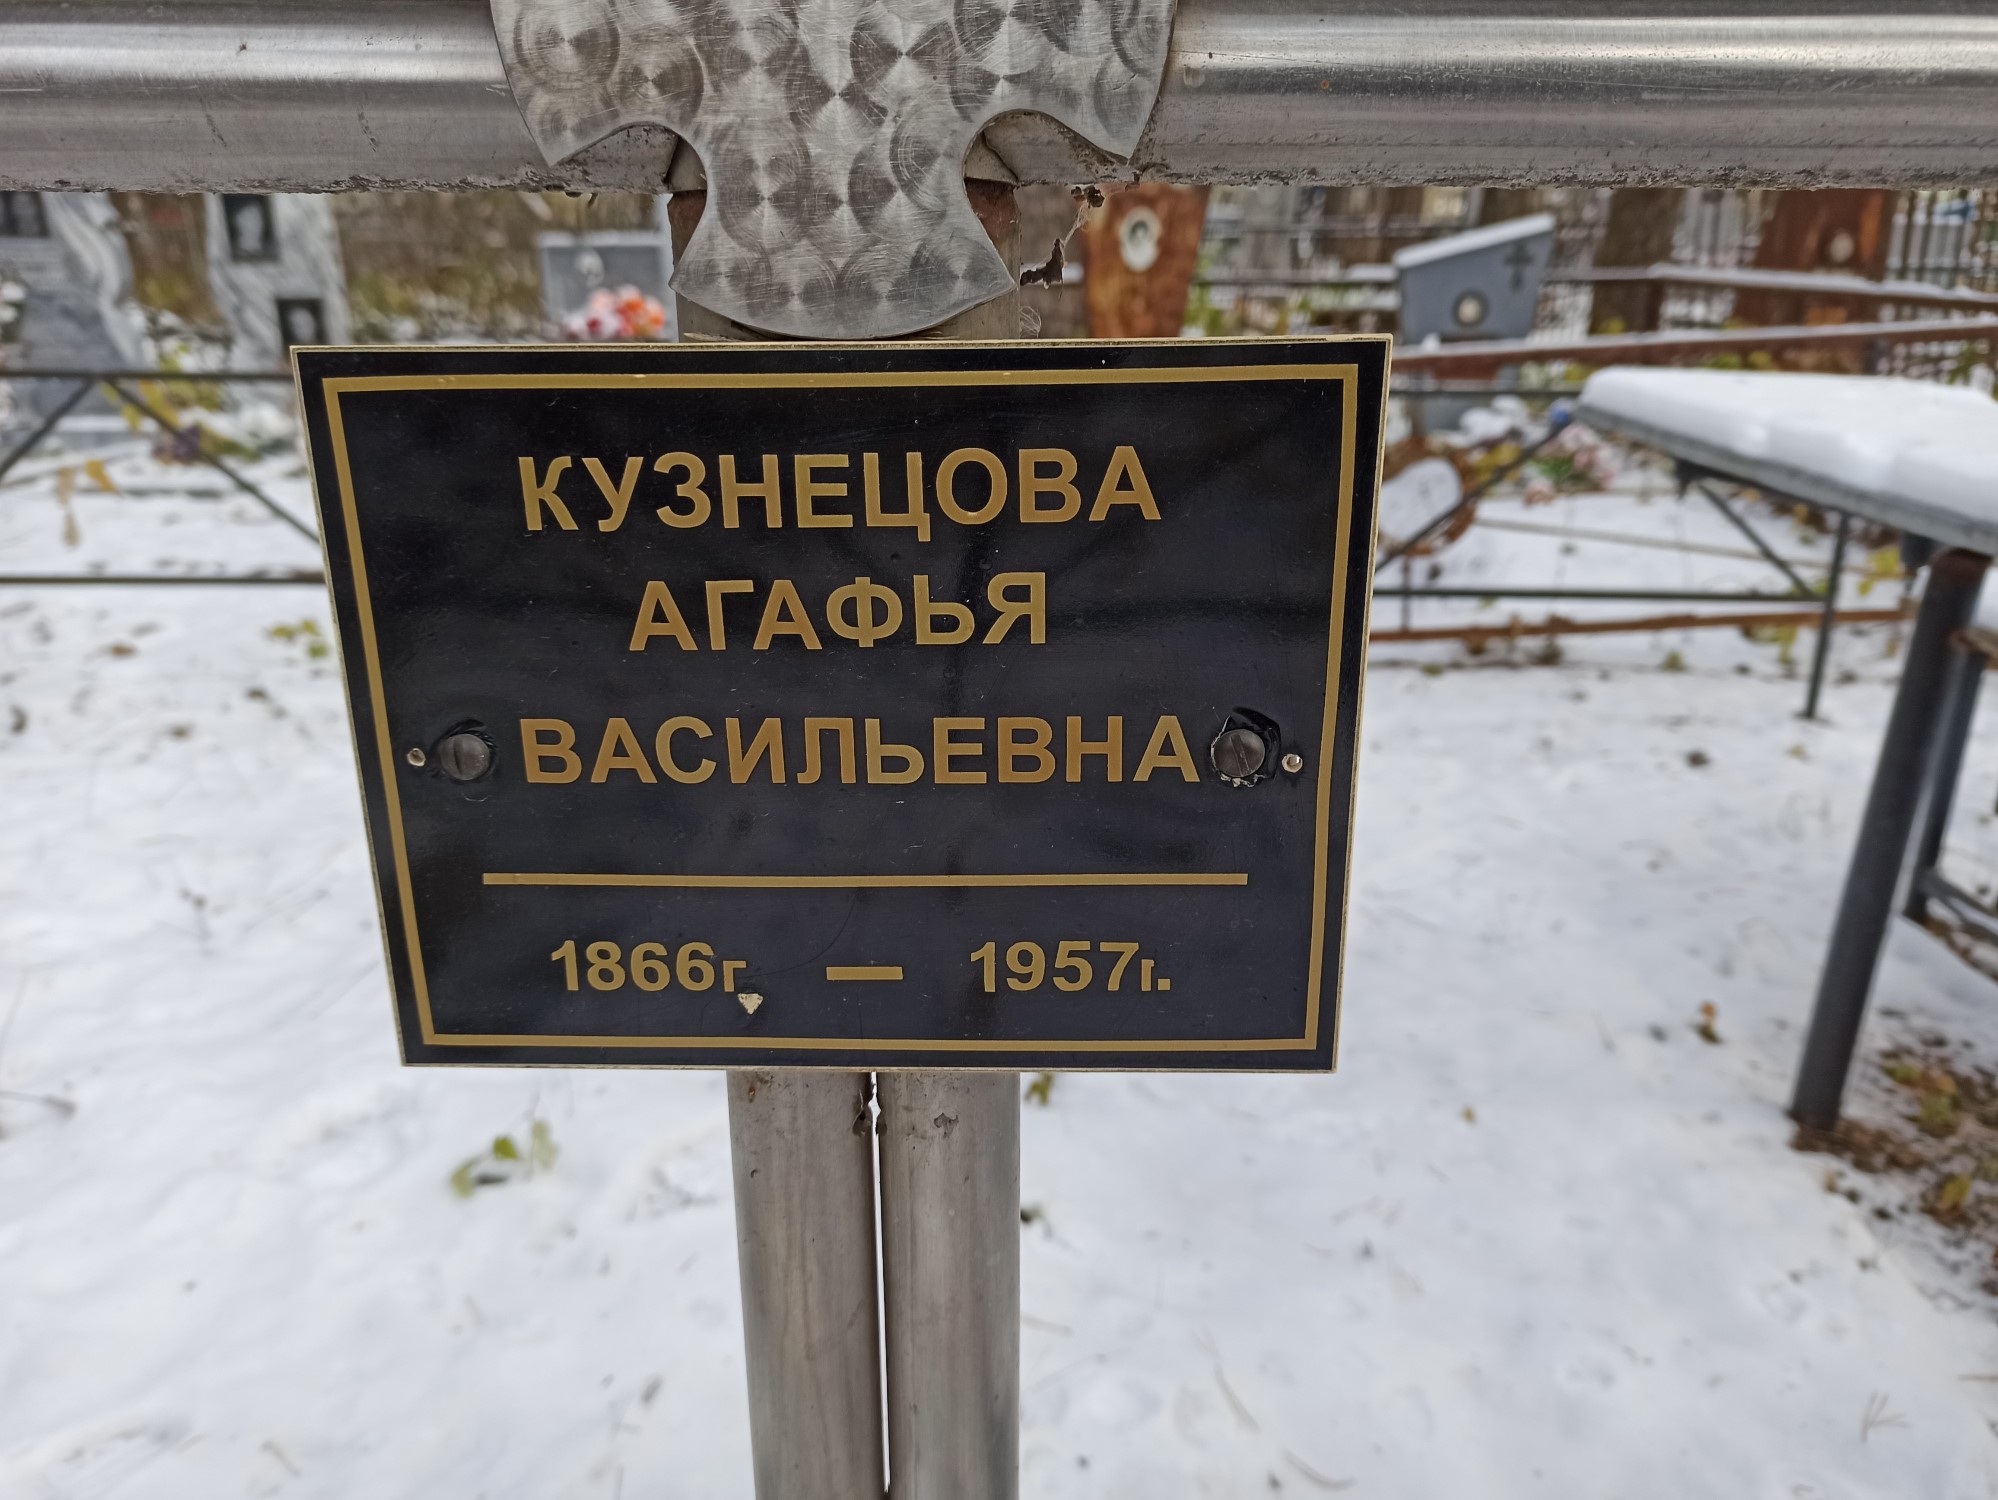 КУЗНЕЦОВА
АГАФЬЯ
ВАСИЛЬЕВНА
1866г — 1957г.